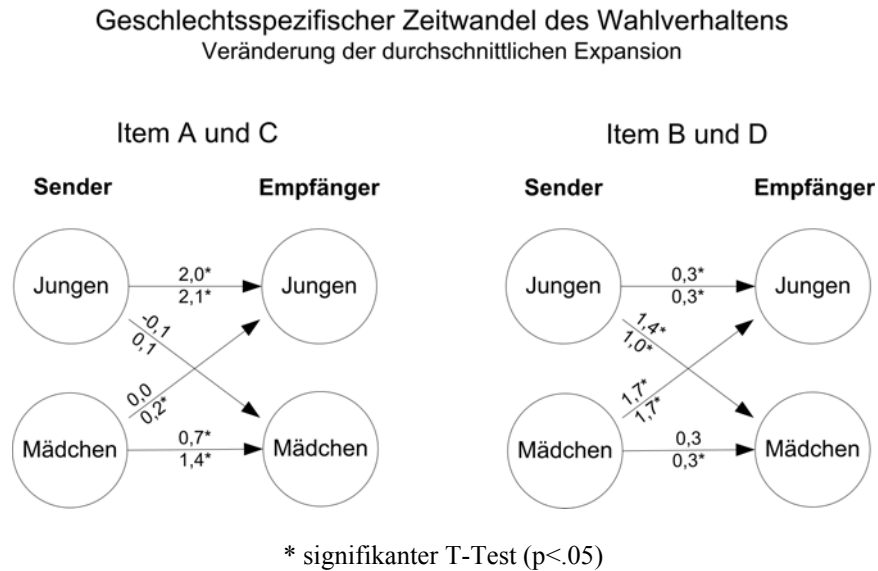 Geschlechtsspezifischer Zeitwandel des Wahlverhaltens
Veränderung der durchschnittlichen Expansion
Item A und C
Sender
Empfänger
Jungen
2,0*
2,1*
Jungen
-0,1
0,1
0,0
0,2*
Mädchen
0,7*
1,4*
Mädchen
Item B und D
Sender
Empfänger
Jungen
0,3*
0,3*
Jungen
1,4*
1,0*
1,7*
1,7*
Mädchen
0,3
0,3*
Mädchen
* signifikanter T-Test (p<.05)